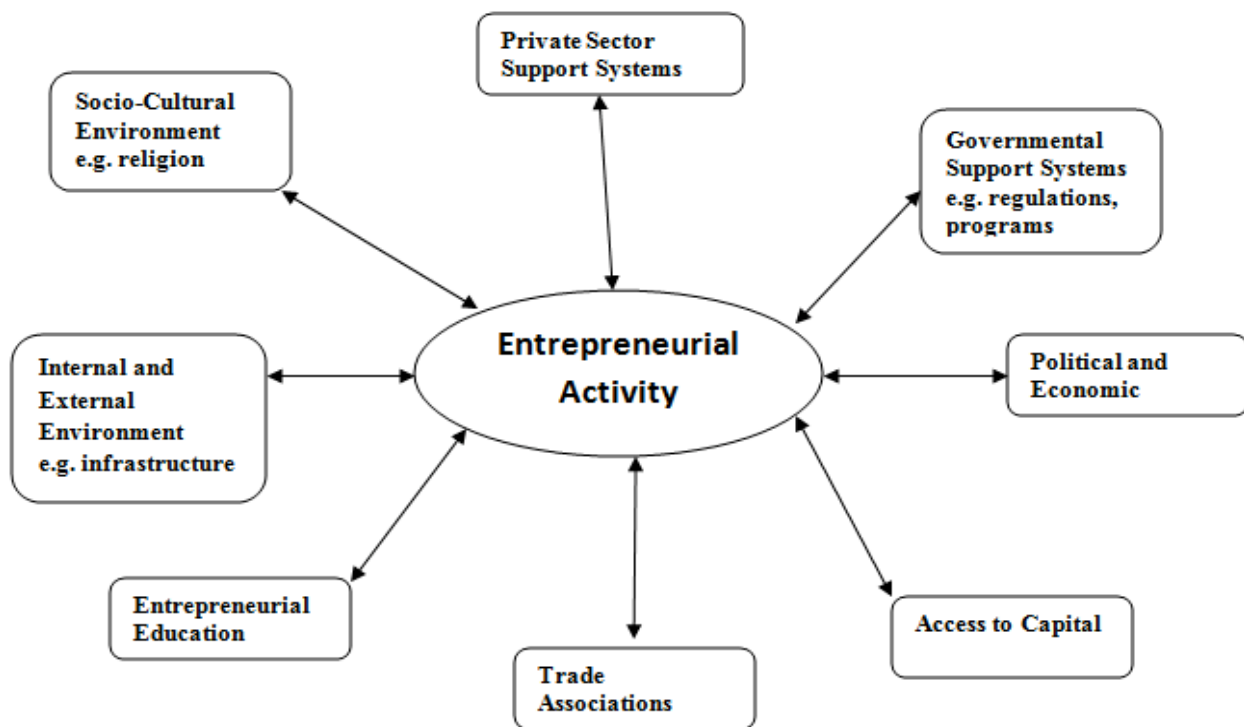 Private Sector
Support Systems
Socio-Cultural
Environment
e.g. religion
Governmental
Support Systems
e.g. regulations,
programs
Entrepreneurial
Activity
Internal and
External
Environment
e.g. infrastructure
Political and
Economic
Entrepreneurial
Education
Access to Capital
Trade
Associations